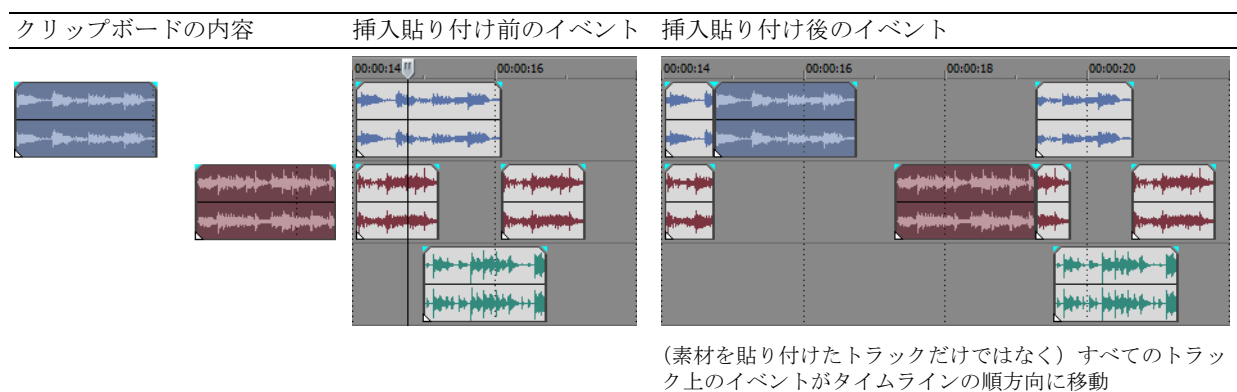 クリップボードの内容
挿入貼り付け前のイベント
挿入貼り付け後のイベント
00:00:14
00:00:16
00:00:14
00:00:16
00:00:18
00:00:20
(素材を貼り付けたトラックだけではなく) すべてのトラッ
ク上のイベントがタイムラインの順方向に移動